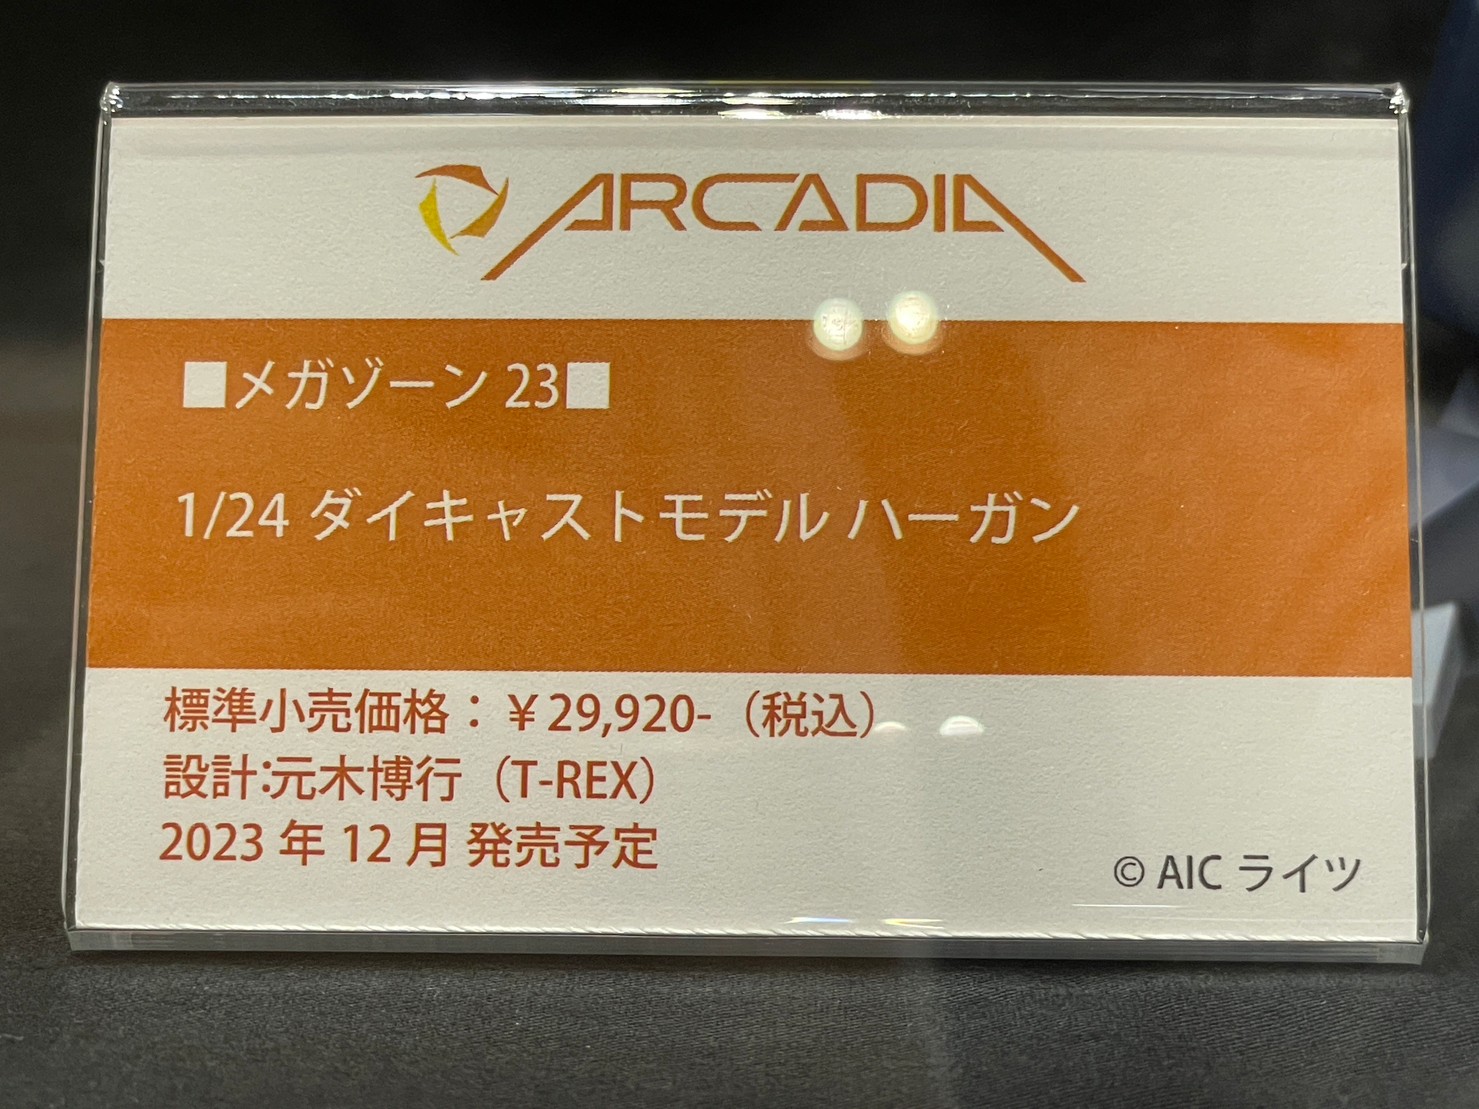 ARCADIA
■メガゾーン 23■
1/24 ダイキャストモデル ハーガン
標準小売価格：￥29,920-（税込）
設計:元木博行（T-REX）
2023 年 12 月 発売予定
© AIC ライツ